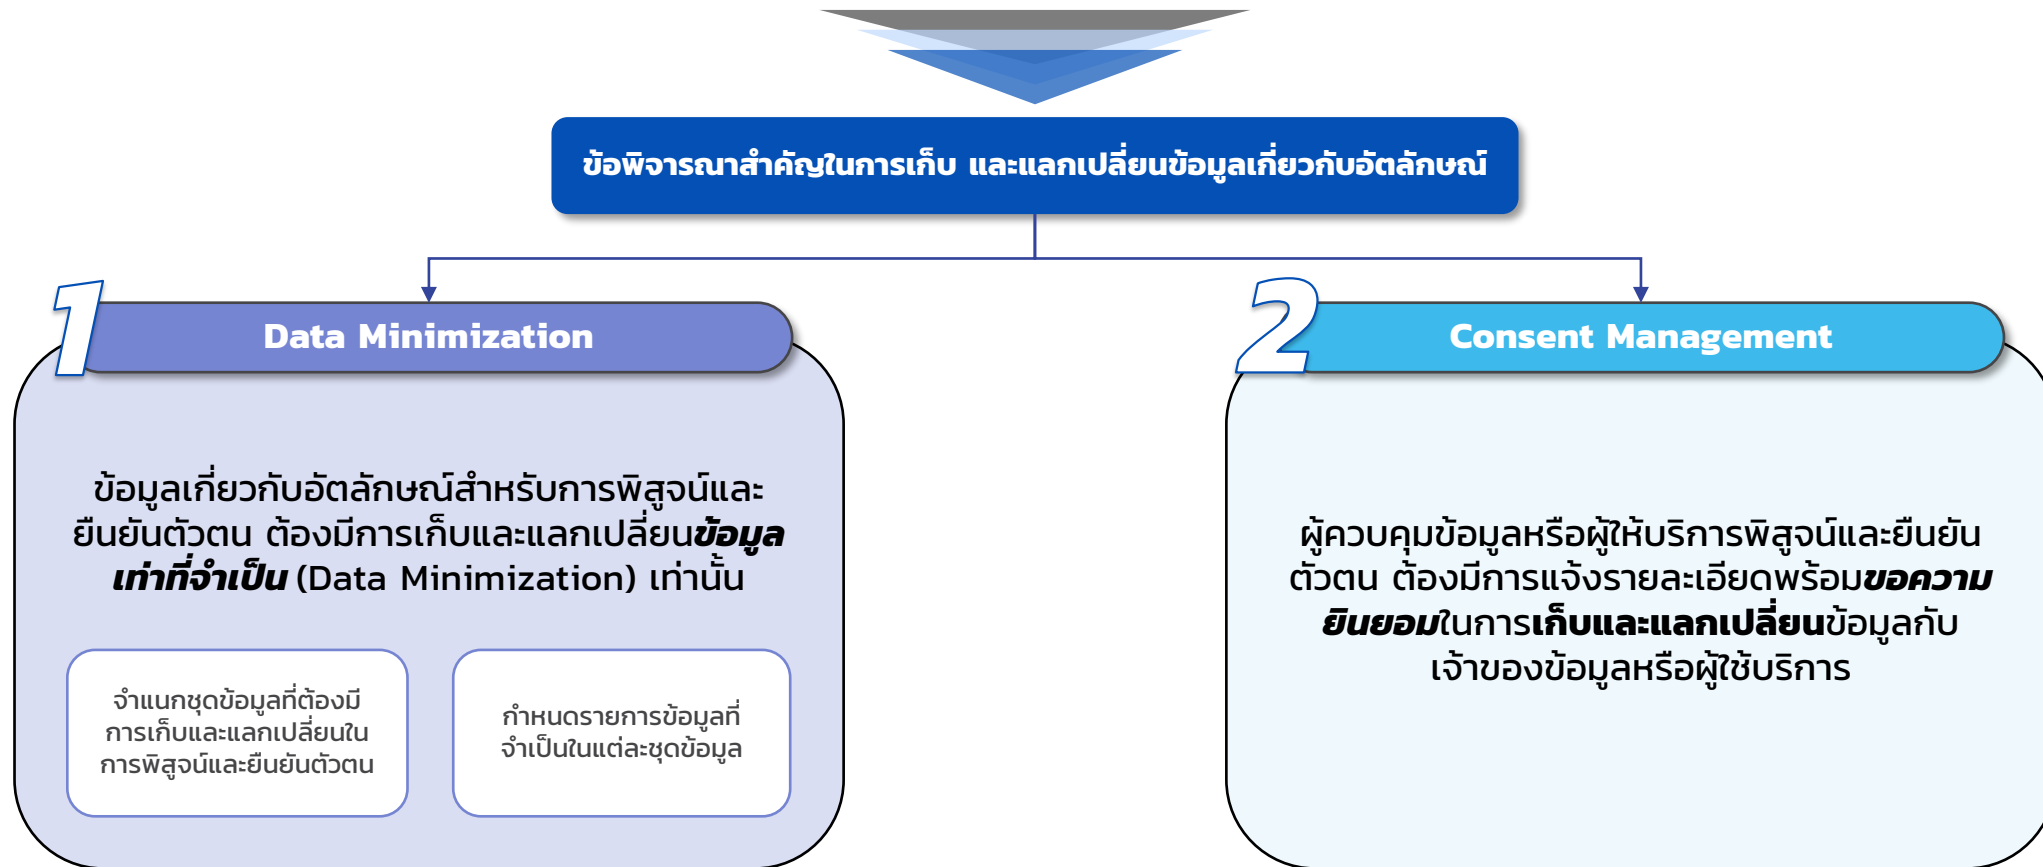 ข้อพิจารณาสำคัญในการเก็บ และแลกเปลี่ยนข้อมูลเกี่ยวกับอัตลักษณ์
1
Data Minimization
ข้อมูลเกี่ยวกับอัตลักษณ์สำหรับการพิสูจน์และ
ยืนยันตัวตน ต้องมีการเก็บและแลกเปลี่ยนข้อมูล
เท่าที่จำเป็น (Data Minimization) เท่านั้น
จำแนกชุดข้อมูลที่ต้องมี
การเก็บและแลกเปลี่ยนใน
การพิสูจน์และยืนยันตัวตน
กำหนดรายการข้อมูลที่
จำเป็นในแต่ละชุดข้อมูล
2
Consent Management
ผู้ควบคุมข้อมูลหรือผู้ให้บริการพิสูจน์และยืนยัน
ตัวตน ต้องมีการแจ้งรายละเอียดพร้อมขอความ
ยินยอมในการเก็บและแลกเปลี่ยนข้อมูลกับ
เจ้าของข้อมูลหรือผู้ใช้บริการ